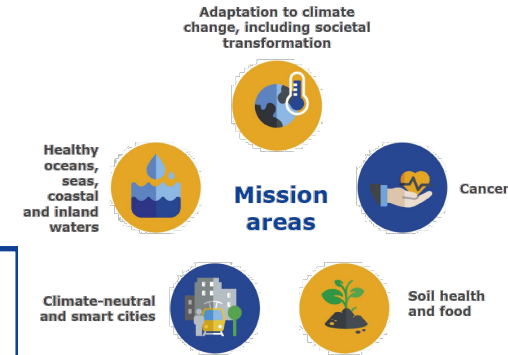 Adaptation to climate
change, including societal
transformation
Healthy
oceans,
seas,
coastal
and inland
waters
Mission
areas
Cancer
Climate-neutral
and smart cities
Soil health
and food